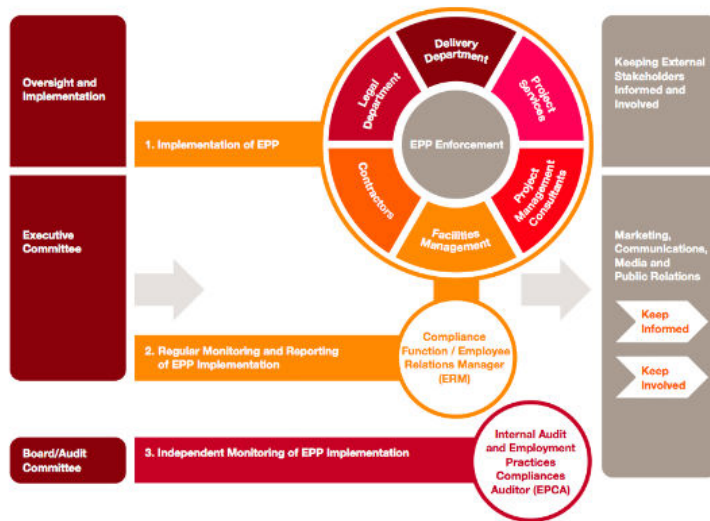 Oversight and
Implementation
Executive
Committee
Board/Audit
Committee
1. Implementation of EPP
2. Regular Monitoring and Reporting
of EPP Implementation
3. Independent Monitoring of EPP Implementation
Delivery
Department
Project
Services
Project
Management
Consultants
Facilities
Management
Contractors
Legal
Department
EPP Enforcement
Compliance
Function / Employee
Relations Manager
(ERM)
Internal Audit
and Employment
Practices
Compliances
Auditor (EPCA)
Keeping External
Stakeholders
Informed and
Involved
Marketing,
Communications,
Media and
Public Relations
Keep
Informed
Keep
Involved